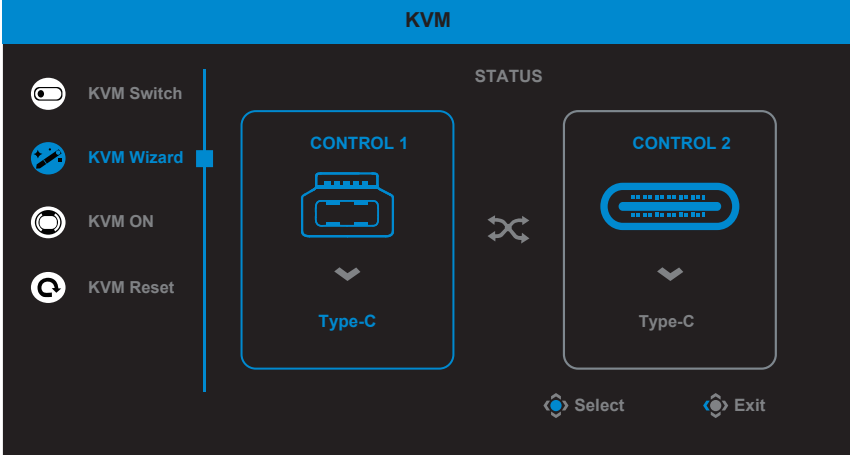 KVM
KVM Switch
KVM Wizard
KVM ON
KVM Reset
STATUS
CONTROL 1
Type-C
CONTROL 2
Type-C
Select
Exit